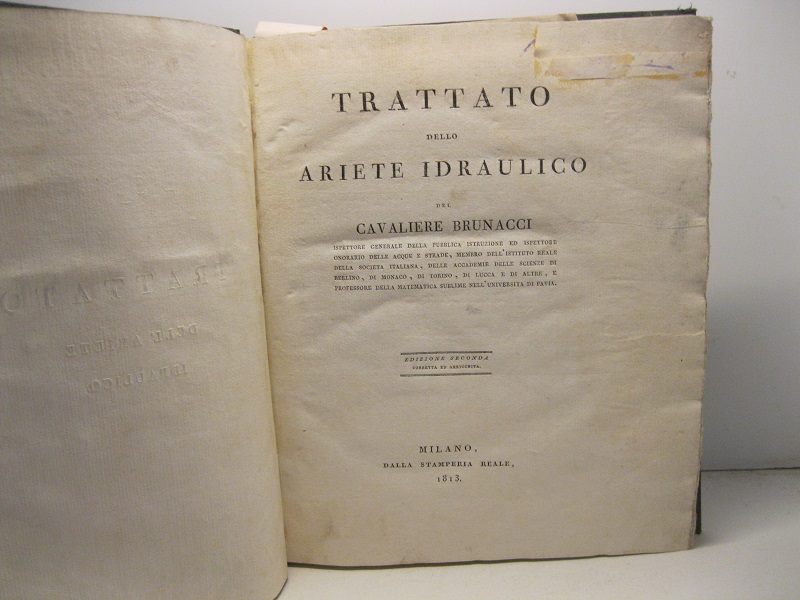 TRATTATO
DELLO
ARIETE IDRAULICO
DEL
CAVALIERE BRUNACCI
ISPETTORE GENERALE DELLA PUBBLICA ISTRUZIONE ED ISPETTORE
ONORARIO DELLE ACQUE E STRADE, MEMBRO DELL'ISTITUTO REALE
DELLA SOCIETÀ ITALIANA, DELLE ACCADEMIE DELLE SCIENZE DI
BERLINO, DI MONACO, DI TORINO, DI LUCCA E DI ALTRE, E
PROFESSORE DELLA MATEMATICA SUBLIME NELL'UNIVERSITÀ DI PAVIA.
EDIZIONE SECONDA
CORRETTA ED ARRICCHITA.
MILANO,
DALLA STAMPERIA REALE,
1813.